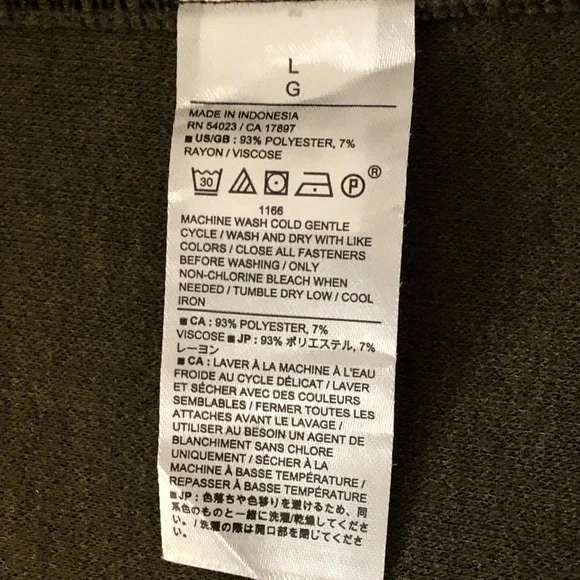 L
G
MADE IN INDONESIA
RN 54023 / CA 17897
■ US/GB : 93% POLYESTER, 7%
RAYON / VISCOSE
30 P ®
1166
MACHINE WASH COLD GENTLE
CYCLE / WASH AND DRY WITH LIKE
COLORS / CLOSE ALL FASTENERS
BEFORE WASHING / ONLY
NON-CHLORINE BLEACH WHEN
NEEDED / TUMBLE DRY LOW / COOL
IRON
■ CA : 93% POLYESTER, 7%
VISCOSE ■ JP : 93% ポリエステル, 7%
レーヨン
■ CA : LAVER À LA MACHINE À L'EAU
FROIDE AU CYCLE DÉLICAT / LAVER
ET SÉCHER AVEC DES COULEURS
SEMBLABLES / FERMER TOUTES LES
ATTACHES AVANT LE LAVAGE /
UTILISER AU BESOIN UN AGENT DE
BLANCHIMENT SANS CHLORE
UNIQUEMENT / SÉCHER À LA
MACHINE À BASSE TEMPÉRATURE /
REPASSER À BASSE TEMPÉRATURE
■ JP : 色落ちや色移りを避けるため、同
系色のものと一緒に洗濯/乾燥してくださ
い。/ 洗濯の際は開口部を閉じてくださ
い。